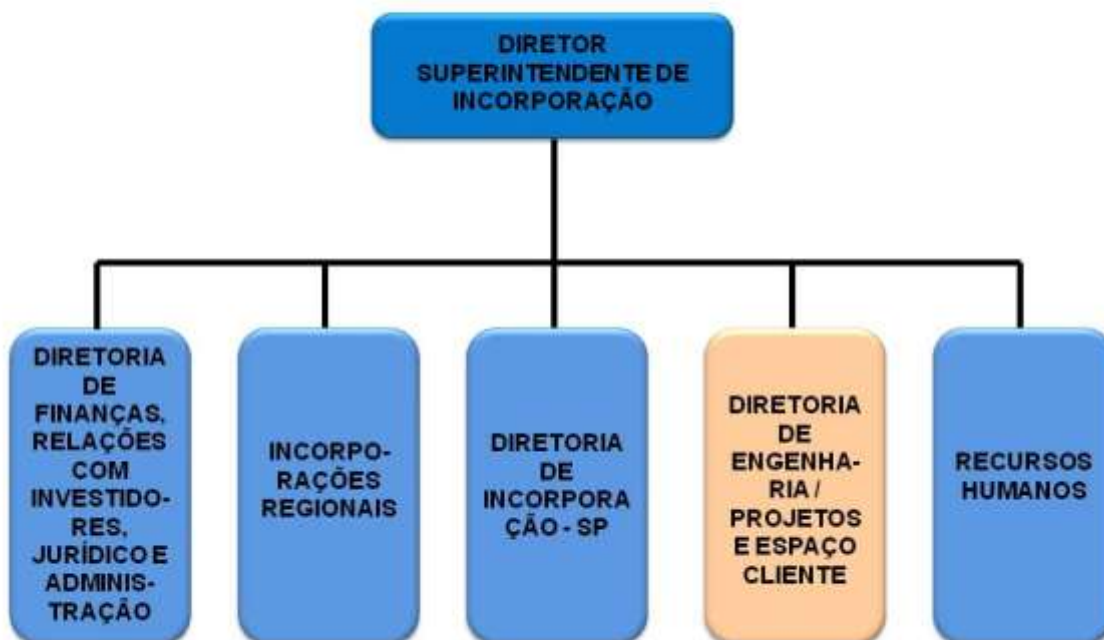 DIRETOR
SUPERINTENDENTE DE
INCORPORAÇÃO
DIRETORIA
DE
FINANÇAS,
RELAÇÕES
COM
INVESTIDO-
RES,
JURÍDICO E
ADMINIS-
TRAÇÃO
INCORPO-
RAÇÕES
REGIONAIS
DIRETORIA
DE
INCORPORA
ÇÃO - SP
DIRETORIA
DE
ENGENHA-
RIA /
PROJETOS
E ESPAÇO
CLIENTE
RECURSOS
HUMANOS